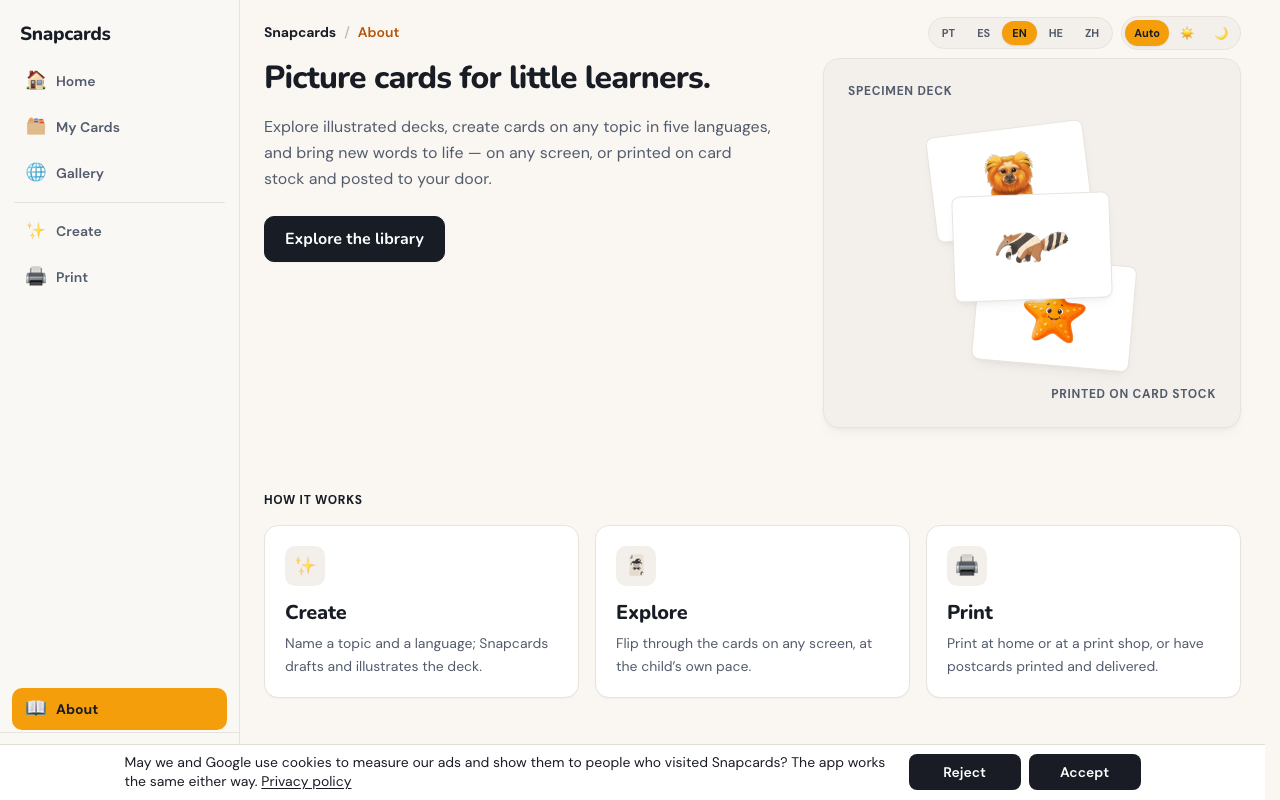 Snapcards
Home
My Cards
Gallery
Create
Print
About
Snapcards / About
PT ES EN HE ZH
Auto
Picture cards for little learners.
Explore illustrated decks, create cards on any topic in five languages,
and bring new words to life — on any screen, or printed on card
stock and posted to your door.
Explore the library
SPECIMEN DECK
PRINTED ON CARD STOCK
HOW IT WORKS
Create
Name a topic and a language; Snapcards
drafts and illustrates the deck.
Explore
Flip through the cards on any screen, at
the child’s own pace.
Print
Print at home or at a print shop, or have
postcards printed and delivered.
May we and Google use cookies to measure our ads and show them to people who visited Snapcards? The app works
the same either way. Privacy policy
Reject
Accept